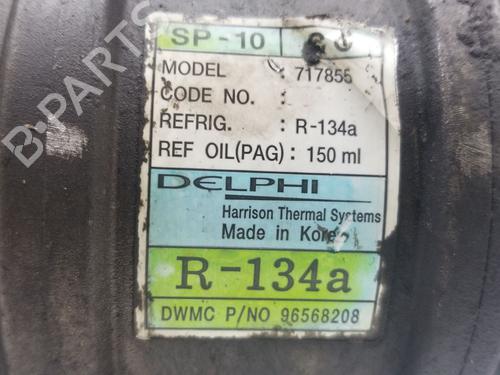 SP-10
MODEL : 717855
CODE NO. :
REFRIG. : R-134a
REF OIL(PAG) : 150 ml
DELPHI
Harrison Thermal Systems
Made in Kore
R-134a
DWMC P/NO 96568208
B-Parts